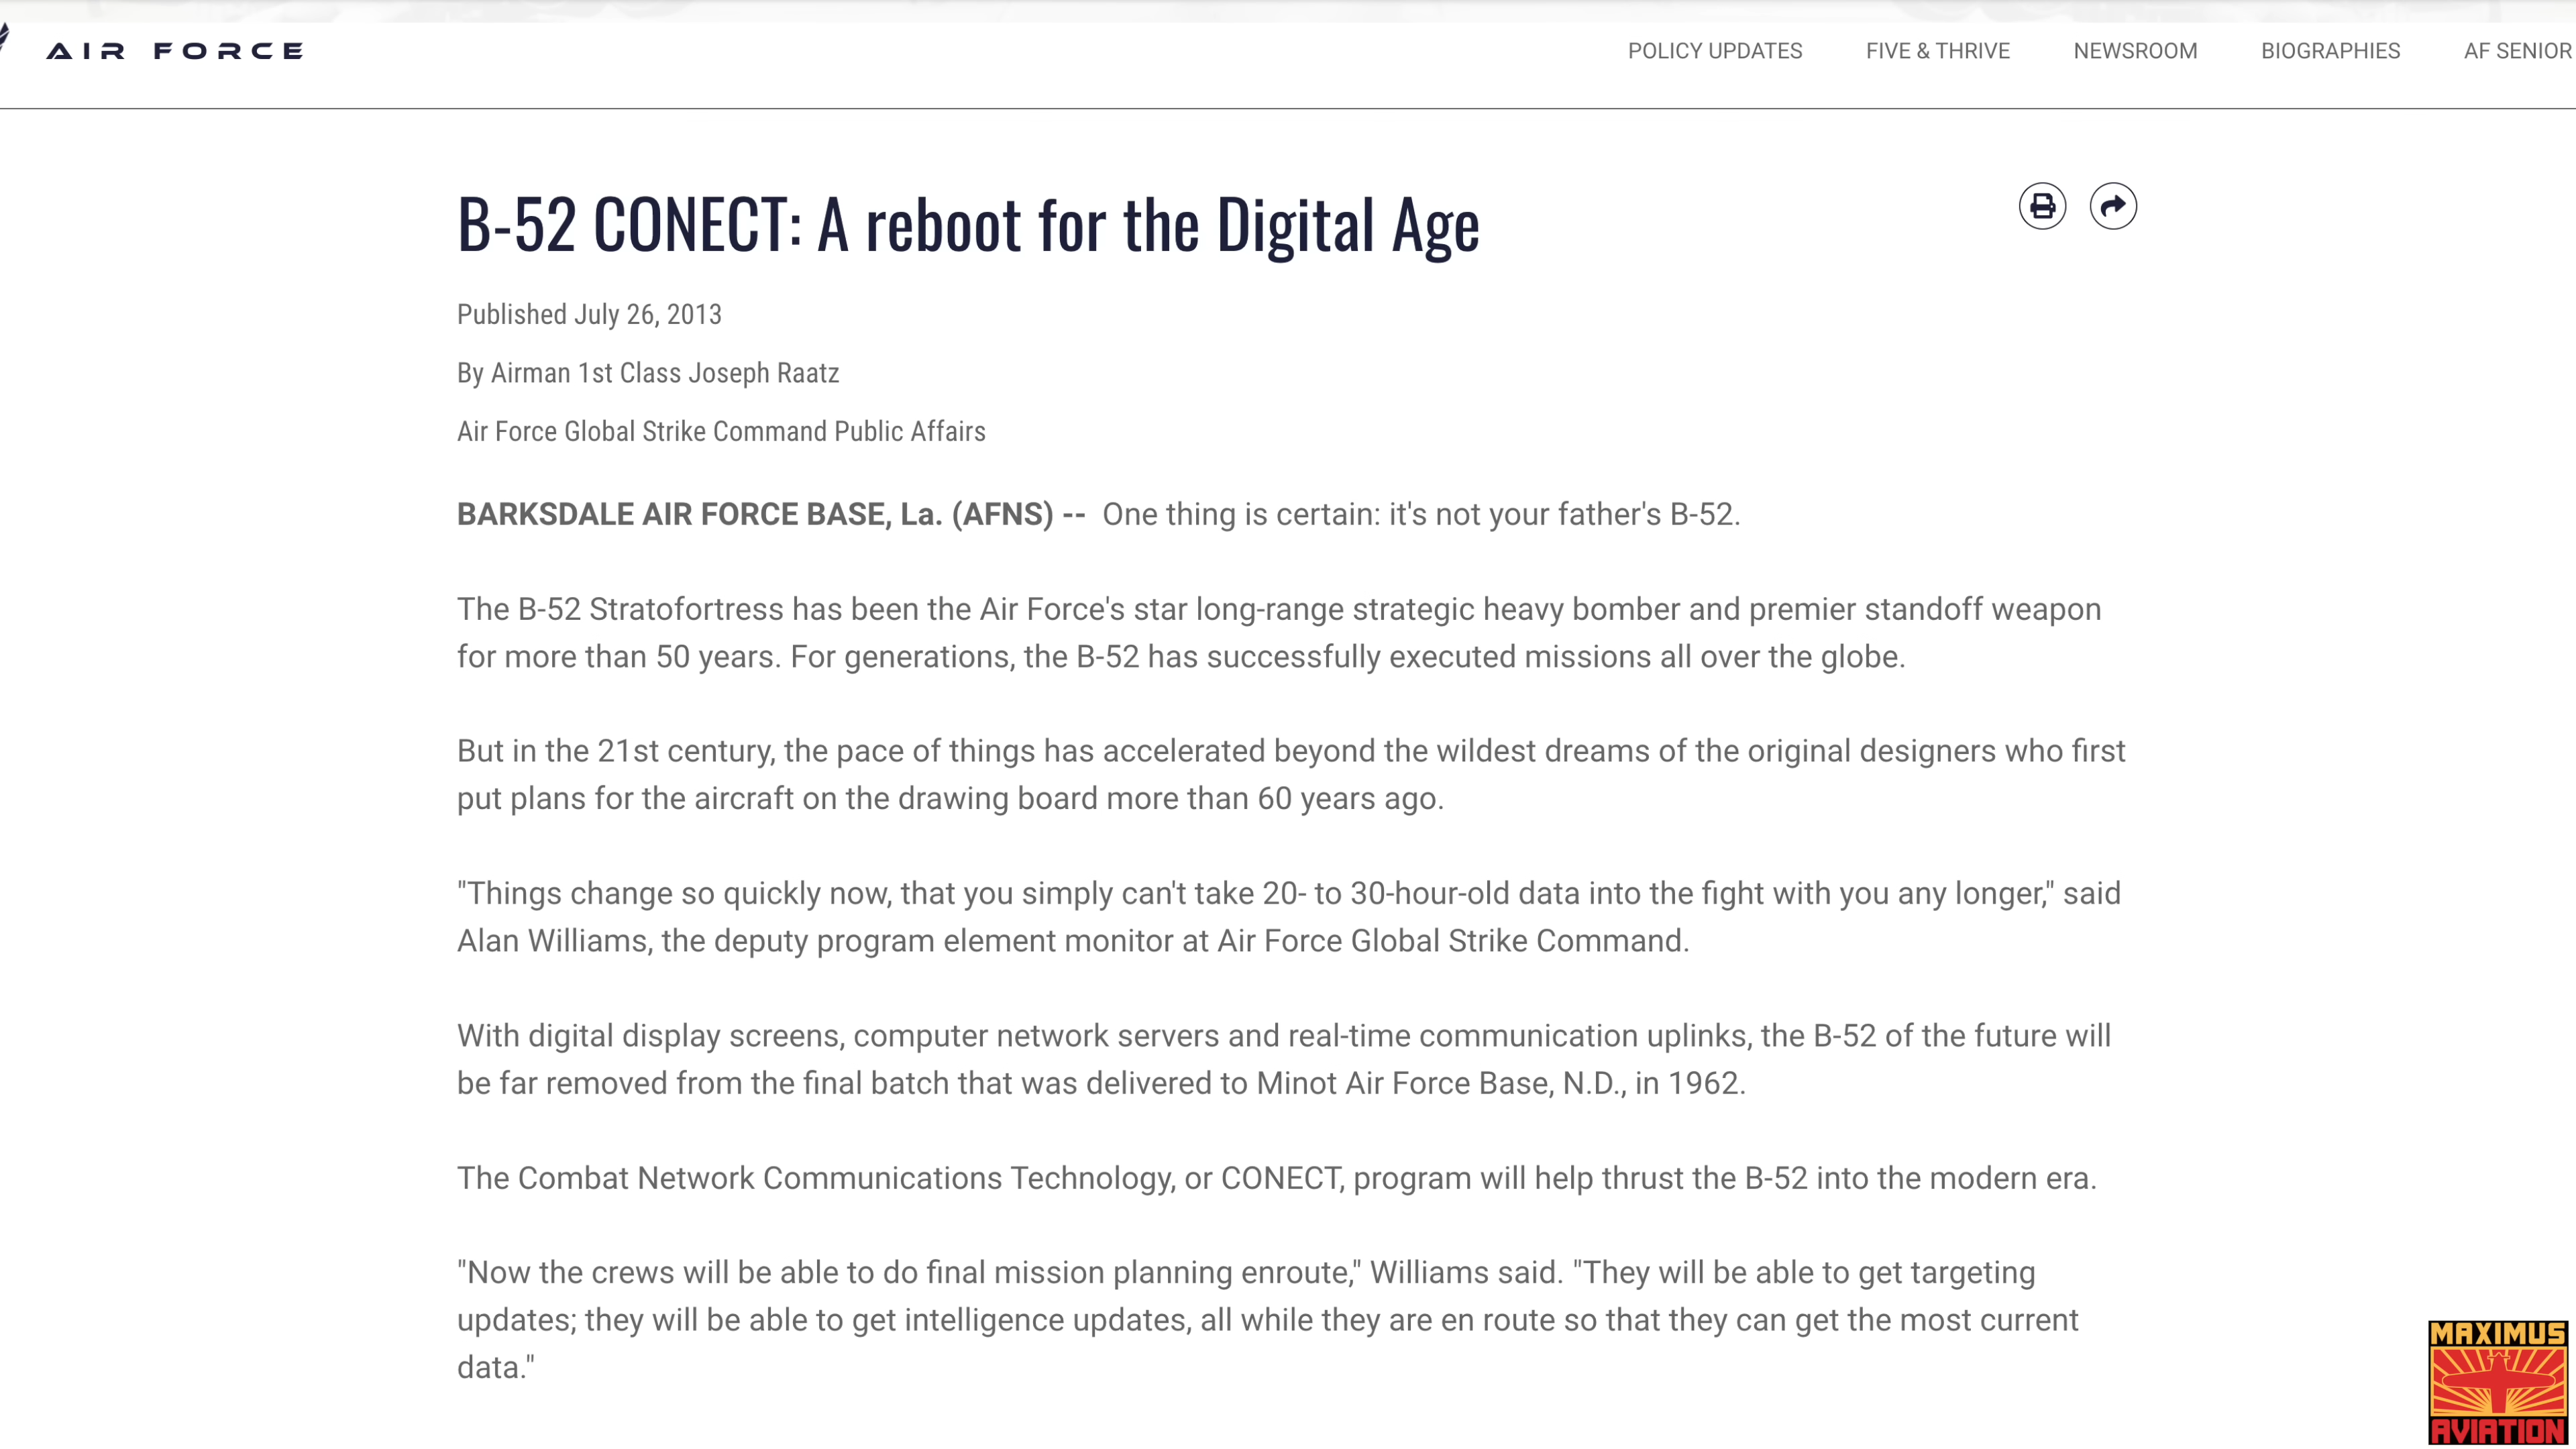 AIR FORCE
POLICY UPDATES
FIVE & THRIVE
NEWSROOM
BIOGRAPHIES
AF SENIOR
B-52 CONECT: A reboot for the Digital Age
Published July 26, 2013
By Airman 1st Class Joseph Raatz
Air Force Global Strike Command Public Affairs
BARKSDALE AIR FORCE BASE, La. (AFNS) -- One thing is certain: it's not your father's B-52.
The B-52 Stratofortress has been the Air Force's star long-range strategic heavy bomber and premier standoff weapon
for more than 50 years. For generations, the B-52 has successfully executed missions all over the globe.
But in the 21st century, the pace of things has accelerated beyond the wildest dreams of the original designers who first
put plans for the aircraft on the drawing board more than 60 years ago.
"Things change so quickly now, that you simply can't take 20- to 30-hour-old data into the fight with you any longer," said
Alan Williams, the deputy program element monitor at Air Force Global Strike Command.
With digital display screens, computer network servers and real-time communication uplinks, the B-52 of the future will
be far removed from the final batch that was delivered to Minot Air Force Base, N.D., in 1962.
The Combat Network Communications Technology, or CONECT, program will help thrust the B-52 into the modern era.
"Now the crews will be able to do final mission planning enroute," Williams said. "They will be able to get targeting
updates; they will be able to get intelligence updates, all while they are en route so that they can get the most current
data."
MAXIMUS
AVIATION